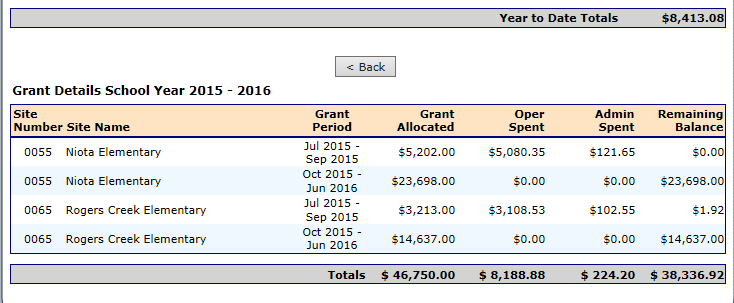 Year to Date Totals $8,413.08
< Back
Grant Details School Year 2015 - 2016
Site Grant Grant Oper Admin Remaining
Number Site Name Period Allocated Spent Spent Balance
0055 Niota Elementary Jul 2015 - Sep 2015 $5,202.00 $5,080.35 $121.65 $0.00
0055 Niota Elementary Oct 2015 - Jun 2016 $23,698.00 $0.00 $0.00 $23,698.00
0065 Rogers Creek Elementary Jul 2015 - Sep 2015 $3,213.00 $3,108.53 $102.55 $1.92
0065 Rogers Creek Elementary Oct 2015 - Jun 2016 $14,637.00 $0.00 $0.00 $14,637.00
Totals $ 46,750.00 $ 8,188.88 $ 224.20 $ 38,336.92